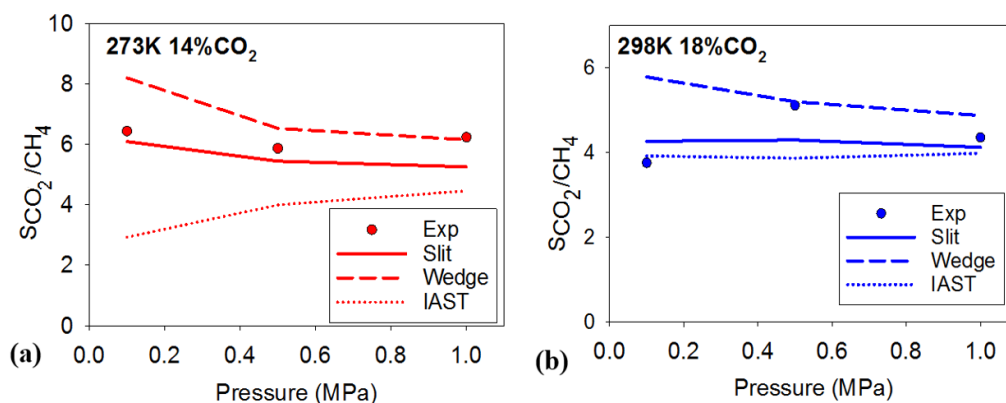 273K 14%CO2
10
8
6
4
2
0
SCO2 /CH4
Exp
Slit
Wedge
IAST
0.0 0.2 0.4 0.6 0.8 1.0
Pressure (MPa)
(a)
298K 18%CO2
6
4
2
0
SCO2/CH4
Exp
Slit
Wedge
IAST
0.0 0.2 0.4 0.6 0.8 1.0
Pressure (MPa)
(b)